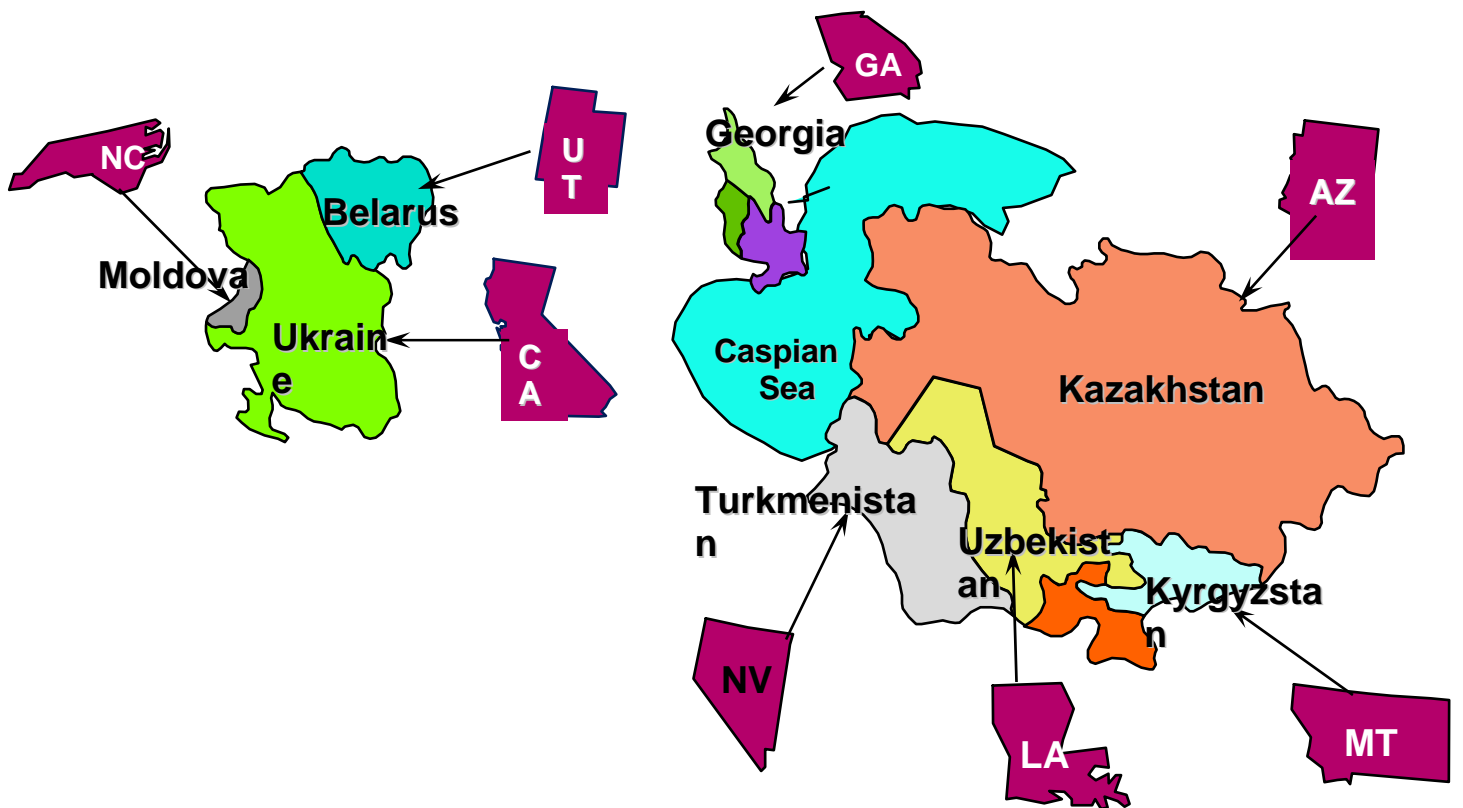 GA
Georgia
NC
U
T
AZ
Belarus
Moldova
Ukrain
e
C
A
Caspian
Sea
Kazakhstan
Turkmenista
n
Uzbekist
an
Kyrgyzsta
n
NV
LA
MT